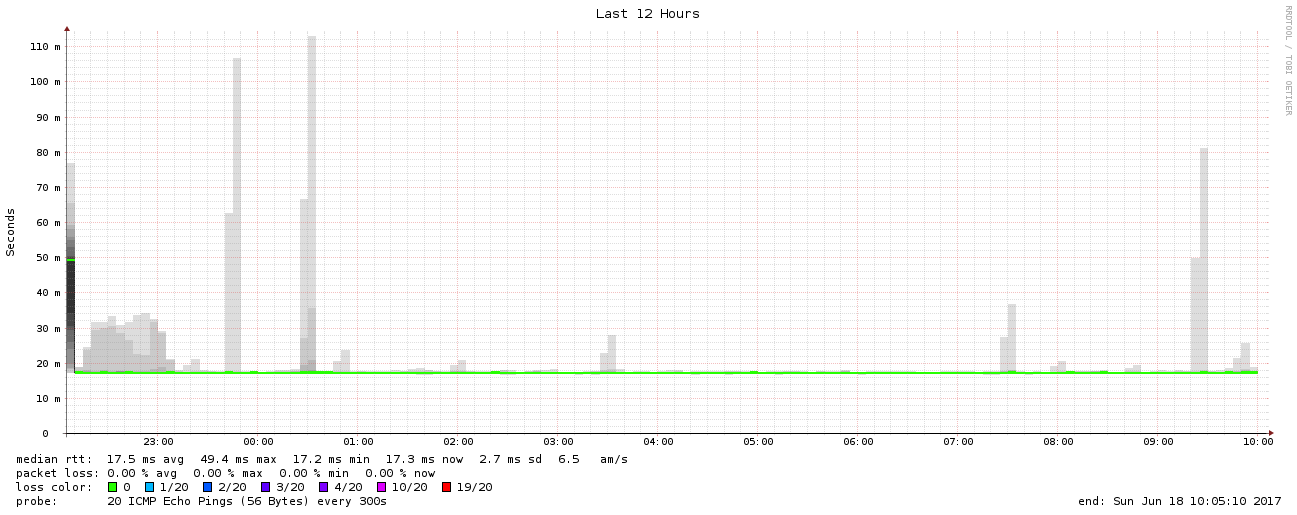 Last 12 Hours
RRDTOOL / TOBI OETIKER
Seconds
110 m
100 m
90 m
80 m
70 m
60 m
50 m
40 m
30 m
20 m
10 m
0
23:00 00:00 01:00 02:00 03:00 04:00 05:00 06:00 07:00 08:00 09:00 10:00
median rtt: 17.5 ms avg 49.4 ms max 17.2 ms min 17.3 ms now 2.7 ms sd 6.5 am/s
packet loss: 0.00 % avg 0.00 % max 0.00 % min 0.00 % now
loss color: 0 1/20 2/20 3/20 4/20 10/20 19/20
probe: 20 ICMP Echo Pings (56 Bytes) every 300s end: Sun Jun 18 10:05:10 2017